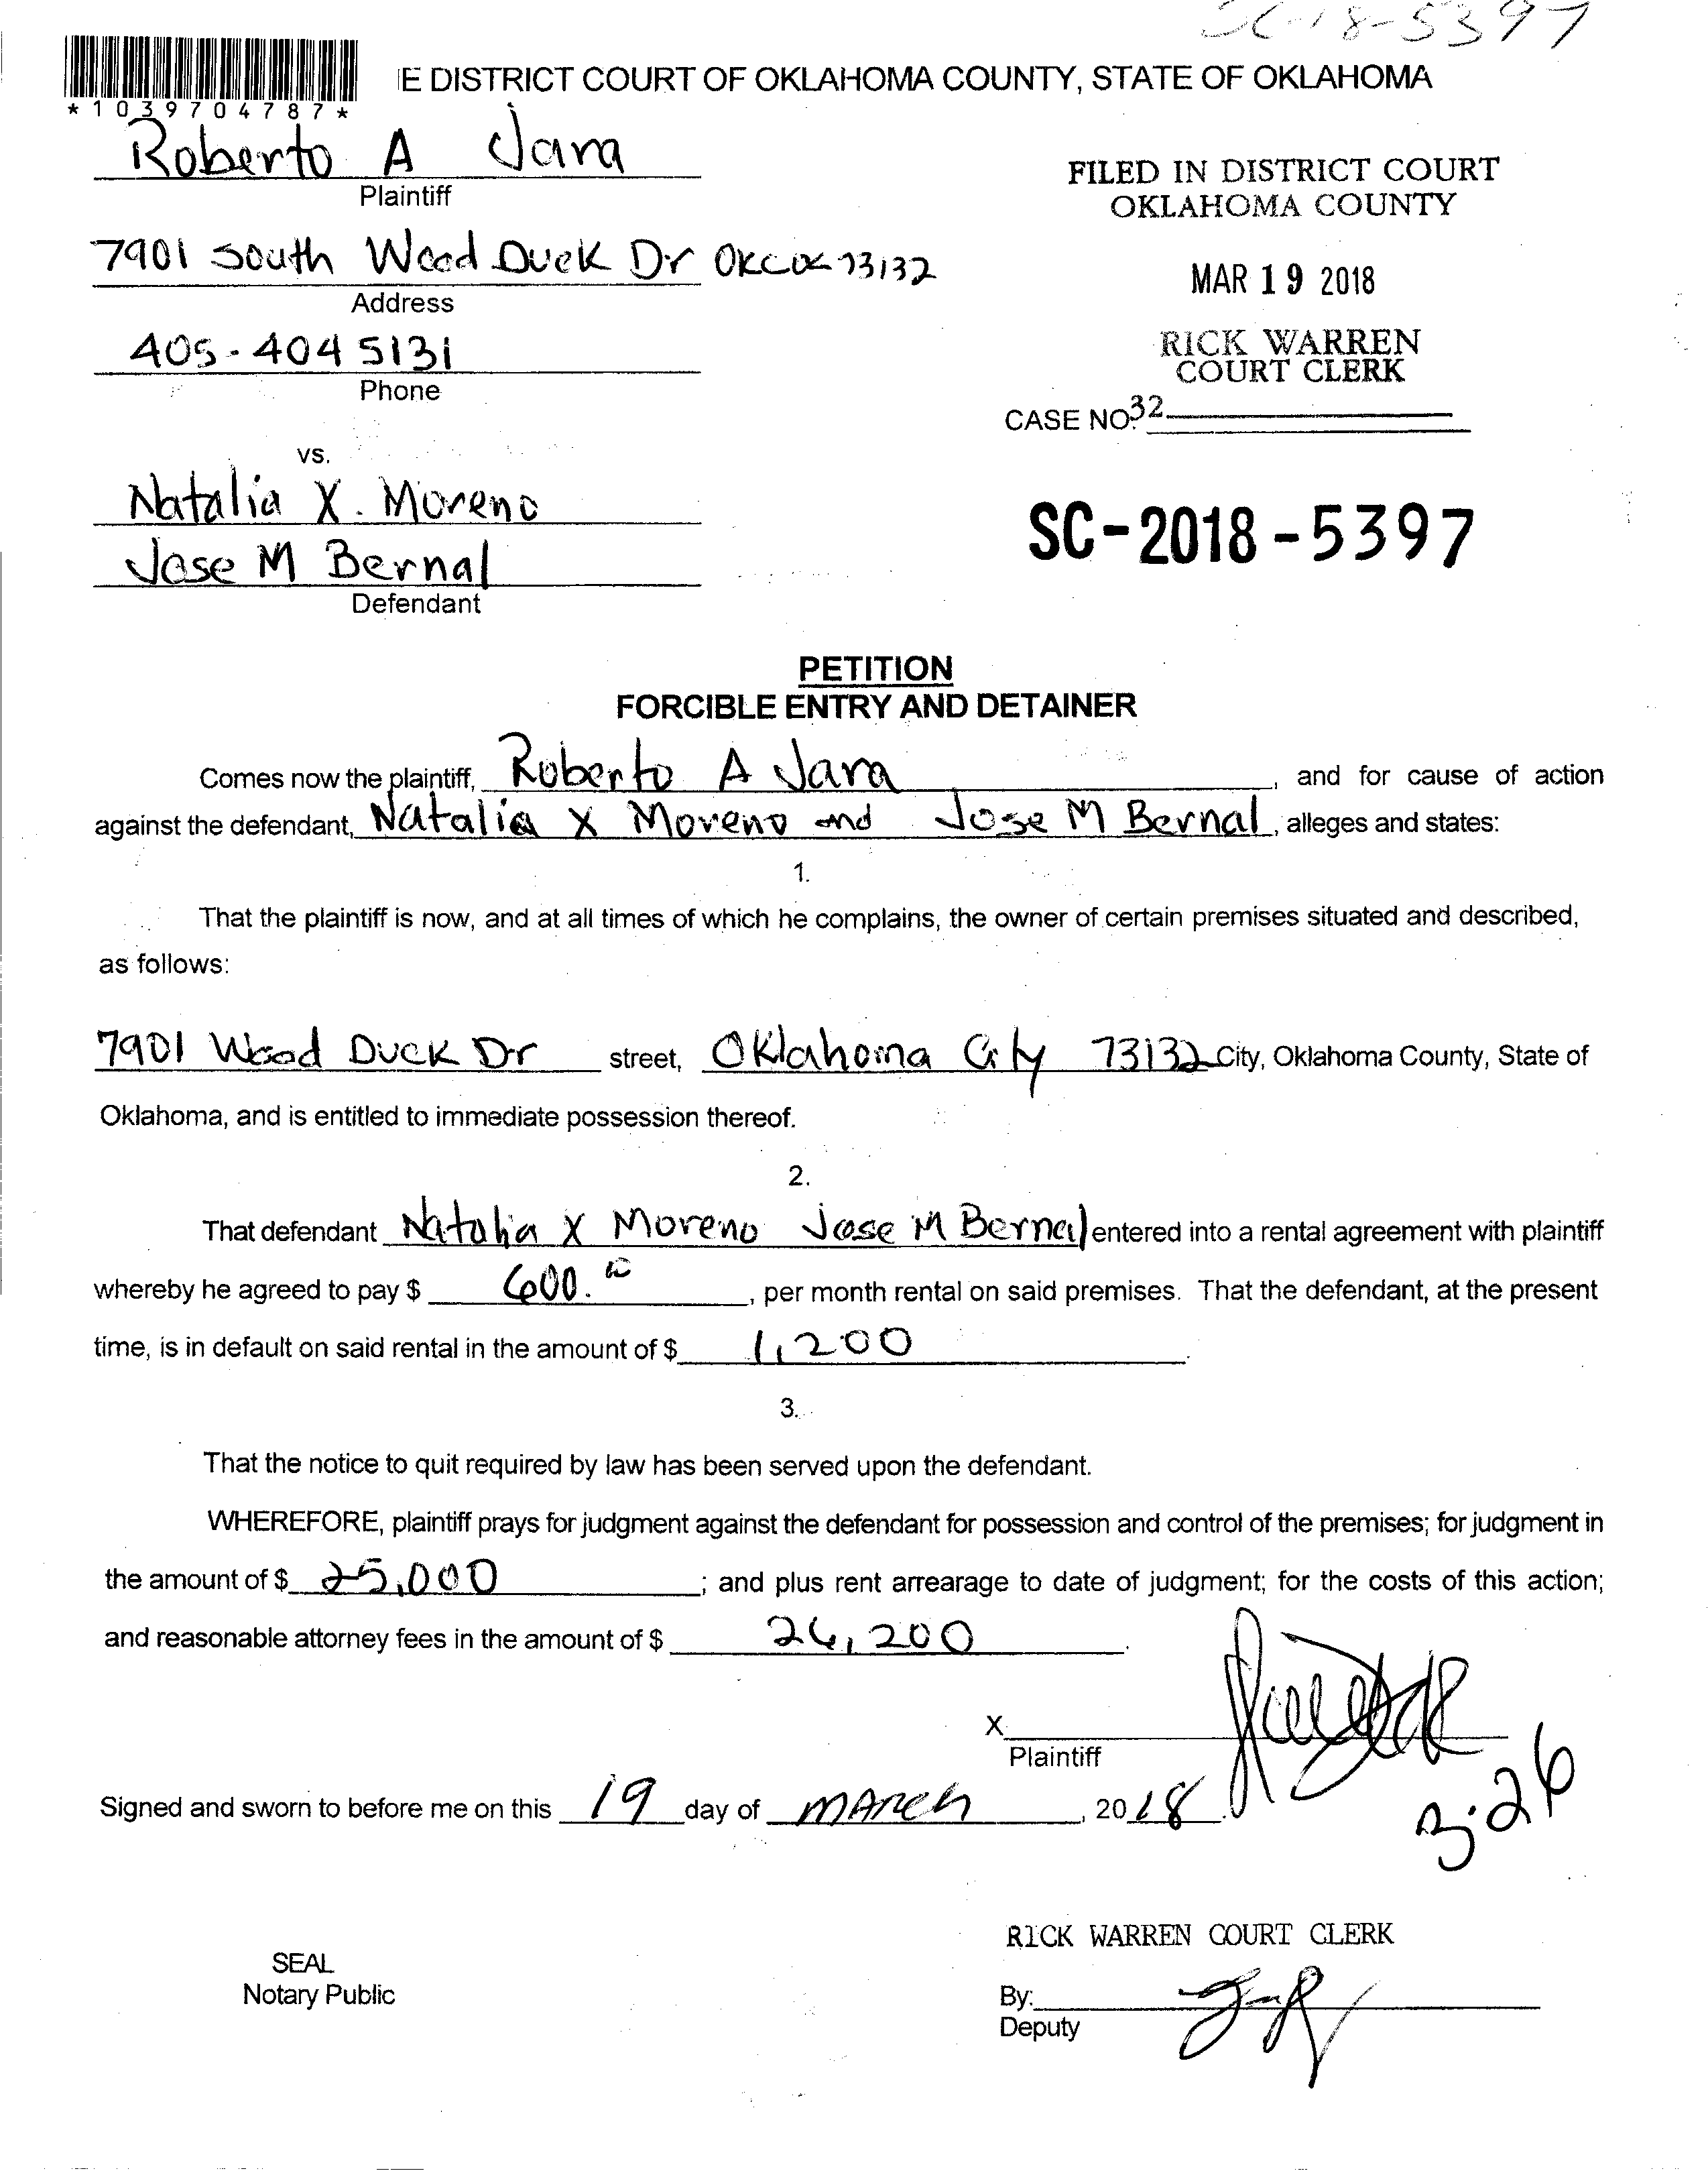 SC-18-5397
E DISTRICT COURT OF OKLAHOMA COUNTY, STATE OF OKLAHOMA
*1039704787*
Roberto A Jara
Plaintiff
FILED IN DISTRICT COURT
OKLAHOMA COUNTY
7901 South Wood Duck Dr OKC OK 73132
Address
MAR 19 2018
405-404 5131
Phone
RICK WARREN
COURT CLERK
CASE NO. 32
vs.
Natalia X. Moreno
Jose M Bernal
Defendant
SC-2018-5397
PETITION
FORCIBLE ENTRY AND DETAINER
Comes now the plaintiff, Roberto A Jara, and for cause of action
against the defendant, Natalia X Moreno and Jose M Bernal, alleges and states:
1.
That the plaintiff is now, and at all times of which he complains, the owner of certain premises situated and described,
as follows:
7901 Wood Duck Dr street, Oklahoma City 73132 City, Oklahoma County, State of
Oklahoma, and is entitled to immediate possession thereof.
2.
That defendant Natalia X Moreno Jose M Bernal entered into a rental agreement with plaintiff
whereby he agreed to pay $ 600.00, per month rental on said premises. That the defendant, at the present
time, is in default on said rental in the amount of $ 1,200.
3.
That the notice to quit required by law has been served upon the defendant.
WHEREFORE, plaintiff prays for judgment against the defendant for possession and control of the premises; for judgment in
the amount of $ 25,000; and plus rent arrearage to date of judgment; for the costs of this action;
and reasonable attorney fees in the amount of $ 26,200.
X
Plaintiff
Signed and sworn to before me on this 19 day of March, 2018.
3-26
RICK WARREN COURT CLERK
SEAL
Notary Public
By:
Deputy